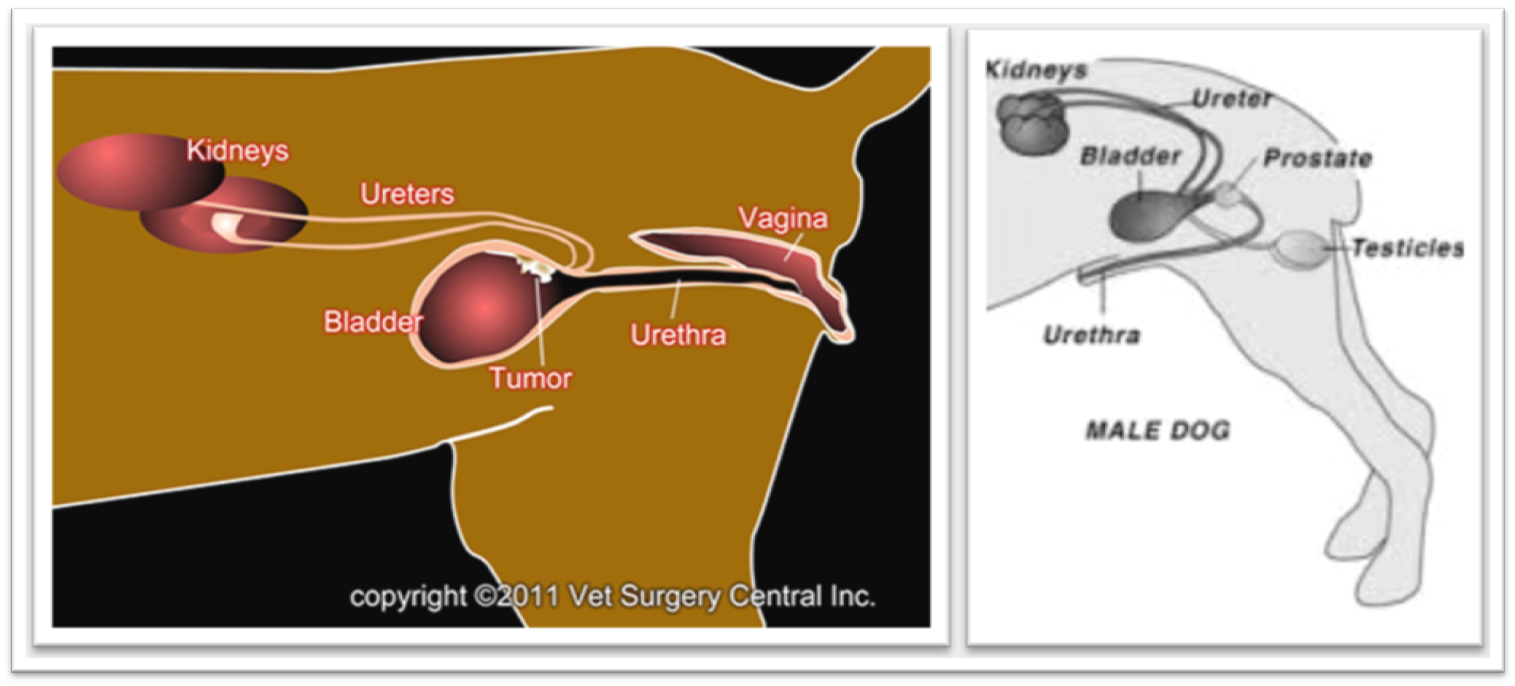 Kidneys
Ureters
Vagina
Bladder
Urethra
Tumor
copyright ©2011 Vet Surgery Central Inc.
Kidneys
Ureter
Bladder
Prostate
Testicles
Urethra
MALE DOG